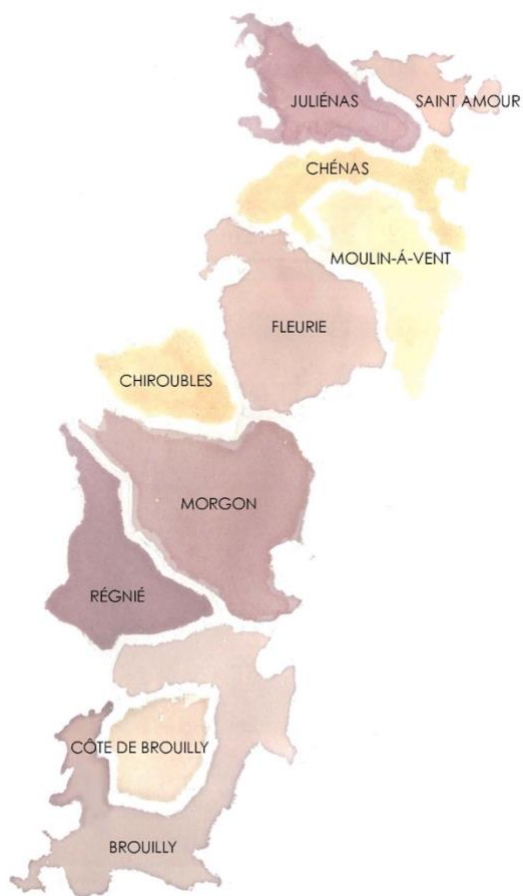 JULIÉNAS
SAINT AMOUR
CHÉNAS
MOULIN-Á-VENT
FLEURIE
CHIROUBLES
MORGON
RÉGNIÉ
CÔTE DE BROUILLY
BROUILLY